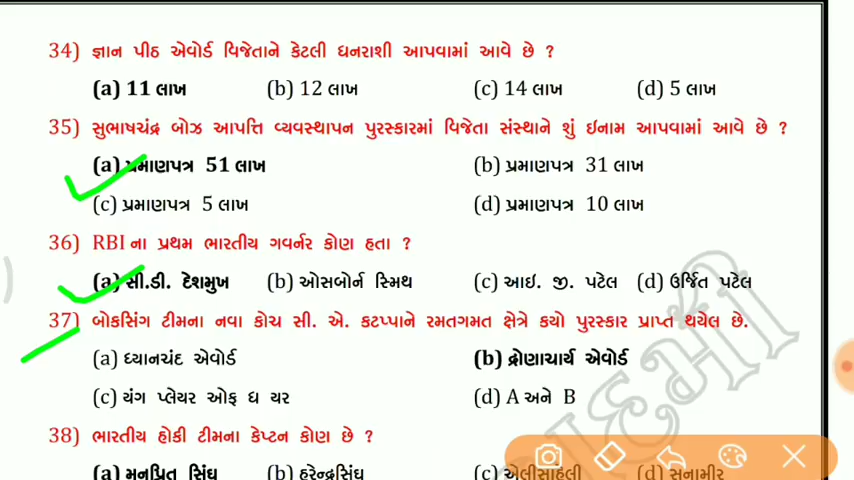 34) જ્ઞાન પીઠ એવોર્ડ વિજેતાને કેટલી ધનરાશી આપવામાં આવે છે ?
(a) 11 લાખ (b) 12 લાખ (c) 14 લાખ (d) 5 લાખ
35) સુભાષચંદ્ર બોઝ આપત્તિ વ્યવસ્થાપન પુરસ્કારમાં વિજેતા સંસ્થાને શું ઇનામ આપવામાં આવે છે ?
(a) પ્રમાણપત્ર 51 લાખ (b) પ્રમાણપત્ર 31 લાખ
(c) પ્રમાણપત્ર 5 લાખ (d) પ્રમાણપત્ર 10 લાખ
36) RBI ના પ્રથમ ભારતીય ગવર્નર કોણ હતા ?
(a) સી.ડી. દેશમુખ (b) ઓસબોર્ન સ્મિથ (c) આઇ. જી. પટેલ (d) ઉર્જિત પટેલ
37) બોકસિંગ ટીમના નવા કોચ સી. એ. કટપ્પાને રમતગમત ક્ષેત્રે કયો પુરસ્કાર પ્રાપ્ત થયેલ છે.
(a) ધ્યાનચંદ એવોર્ડ (b) દ્રોણાચાર્ય એવોર્ડ
(c) યંગ પ્લેયર ઓફ ધ યર (d) A અને B
38) ભારતીય હોકી ટીમના કેપ્ટન કોણ છે ?
(a) મનપ્રિત સિંઘ (b) હરેન્દ્રસિંઘ (c) એલીસાહેલી (d) સનામીર